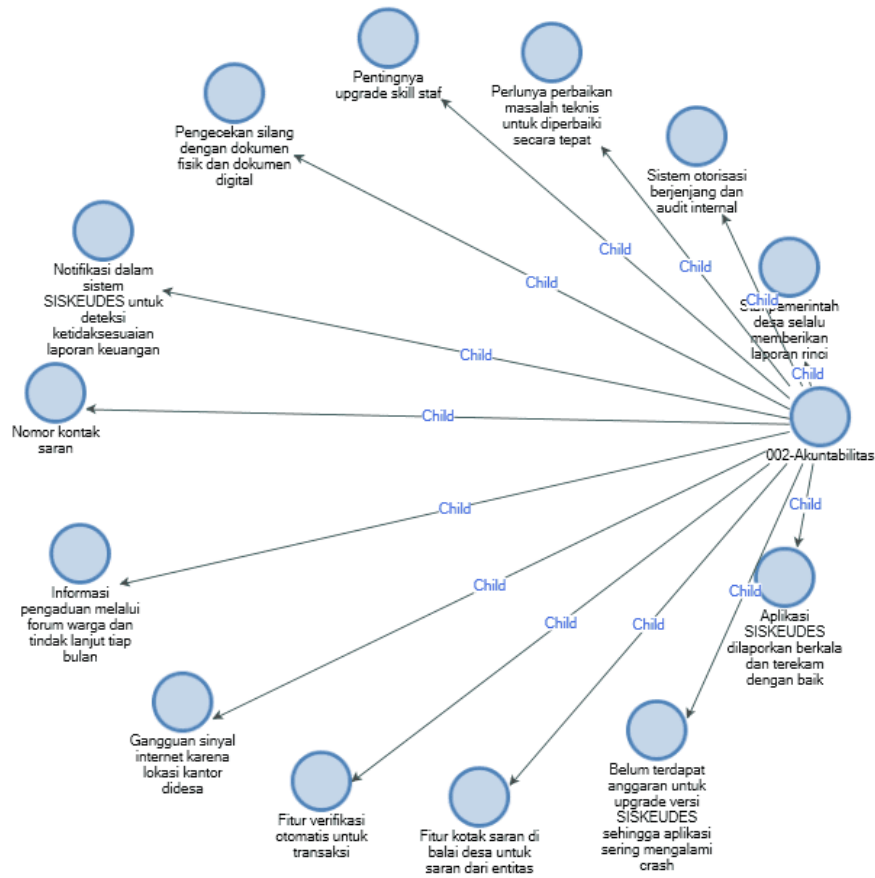 Pentingnya
upgrade skill staf
Perlunya perbaikan
masalah teknis
untuk diperbaiki
secara tepat
Pengecekan silang
dengan dokumen
fisik dan dokumen
digital
Sistem otorisasi
berjenjang dan
audit internal
Notifikasi dalam
sistem
SISKEUDES untuk
deteksi
ketidaksesuaian
laporan keuangan
pemerintah
desa selalu
memberikan
laporan rinci
Nomor kontak
saran
002-Akuntabilitas
Informasi
pengaduan melalui
forum warga dan
tindak lanjut tiap
bulan
Aplikasi
SISKEUDES
dilaporkan berkala
dan terekam
dengan baik
Gangguan sinyal
internet karena
lokasi kantor
didesa
Fitur verifikasi
otomatis untuk
transaksi
Fitur kotak saran di
balai desa untuk
saran dari entitas
Belum terdapat
anggaran untuk
upgrade versi
SISKEUDES
sehingga aplikasi
sering mengalami
crash
Child
Child
Child
Child
Child
Child
Child
Child
Child
Child
Child
Child
Child